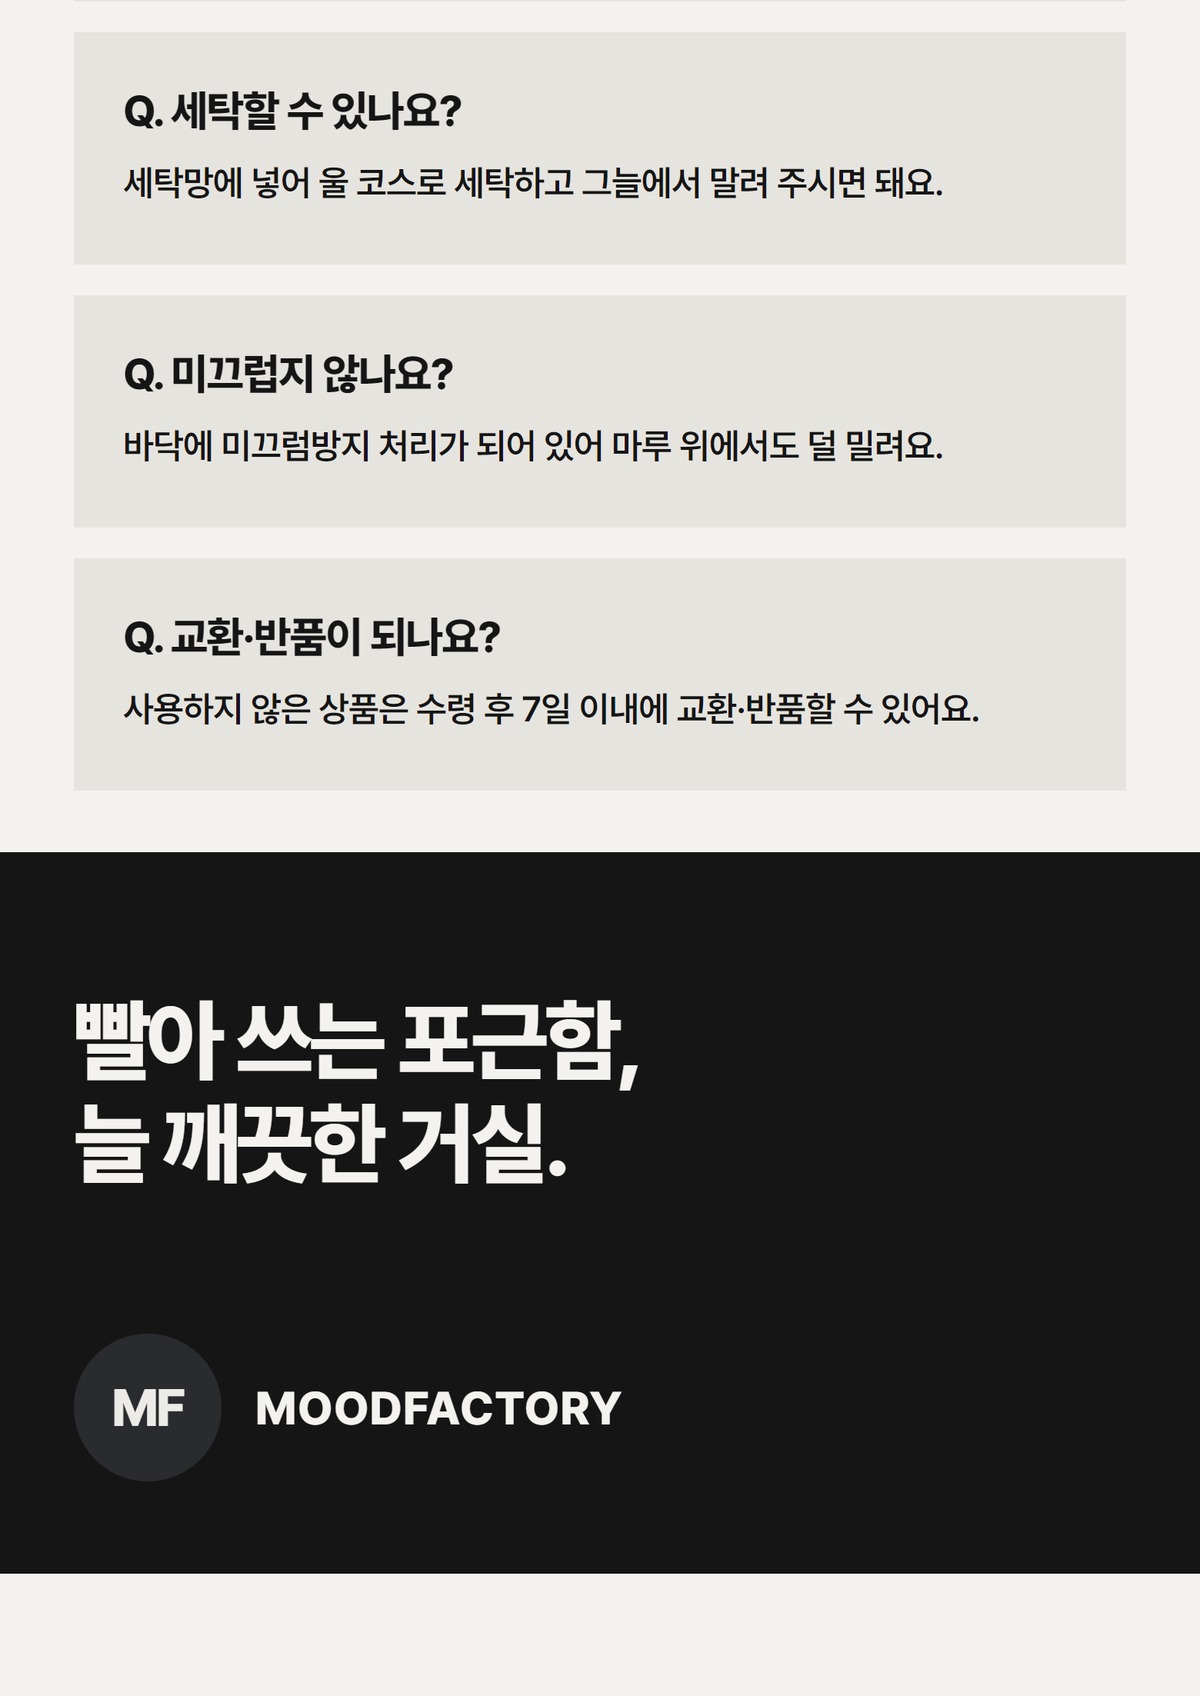 Q. 세탁할 수 있나요?
세탁망에 넣어 울 코스로 세탁하고 그늘에서 말려 주시면 돼요.
Q. 미끄럽지 않나요?
바닥에 미끄럼방지 처리가 되어 있어 마루 위에서도 덜 밀려요.
Q. 교환·반품이 되나요?
사용하지 않은 상품은 수령 후 7일 이내에 교환·반품할 수 있어요.
빨아 쓰는 포근함,
늘 깨끗한 거실.
MF
MOODFACTORY